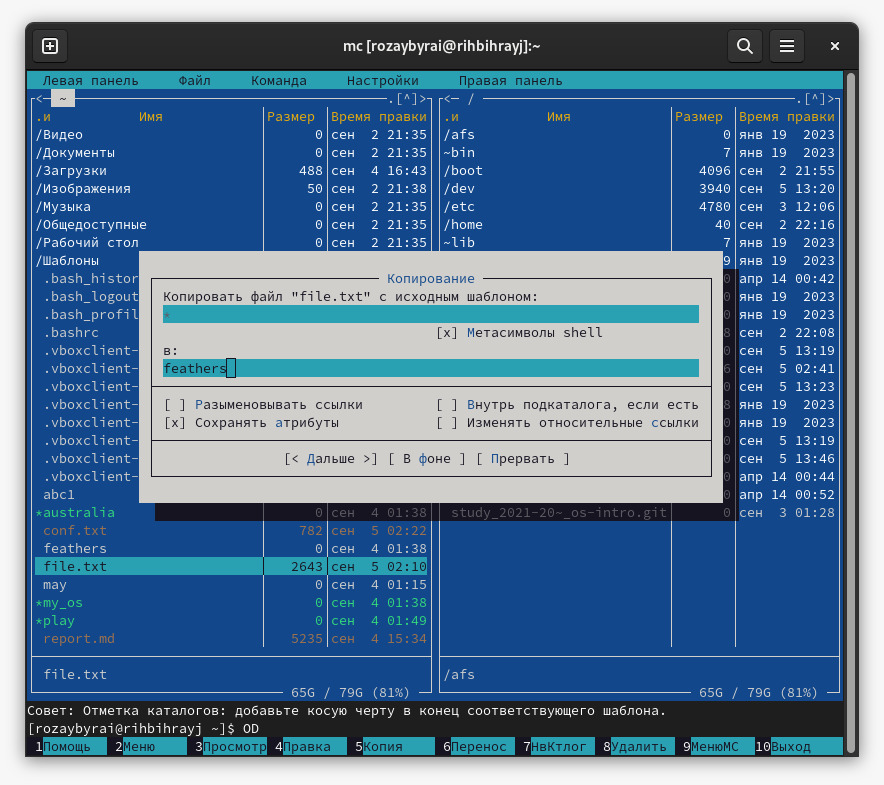 mc [rozaybyrai@rihbihrayj]:~
Левая панель Файл Команда Настройки Правая панель
<─ ~ .[^]> <─ / .[^]>
.и Имя Размер Время правки .и Имя Размер Время правки
/Видео 0 сен 2 21:35 /afs 0 янв 19 2023
/Документы 0 сен 2 21:35 ~bin 7 янв 19 2023
/Загрузки 488 сен 4 16:43 /boot 4096 сен 2 21:55
/Изображения 50 сен 2 21:38 /dev 3940 сен 5 13:20
/Музыка 0 сен 2 21:35 /etc 4780 сен 3 12:06
/Общедоступные 0 сен 2 21:35 /home 40 сен 2 22:16
/Рабочий стол 0 сен 2 21:35 ~lib 7 янв 19 2023
/Шаблоны 9 янв 19 2023
.bash_histor Копирование 0 апр 14 00:42
.bash_logout Копировать файл "file.txt" с исходным шаблоном: 0 янв 19 2023
.bash_profil * 0 янв 19 2023
.bashrc [x] Метасимволы shell 8 сен 2 22:08
.vboxclient- в: 0 сен 5 13:19
.vboxclient- feathers 6 сен 5 02:41
.vboxclient- 0 сен 5 13:23
.vboxclient- [ ] Разыменовывать ссылки [ ] Внутрь подкаталога, если есть 8 янв 19 2023
.vboxclient- [x] Сохранять атрибуты [ ] Изменять относительные ссылки 0 янв 19 2023
.vboxclient- 0 сен 5 13:19
.vboxclient- [< Дальше >] [ В фоне ] [ Прервать ] 0 сен 5 13:46
.vboxclient- 0 апр 14 00:44
abc1 0 апр 14 00:52
*australia 0 сен 4 01:38 study_2021-20~_os-intro.git 0 сен 3 01:28
conf.txt 782 сен 5 02:22
feathers 0 сен 4 01:38
file.txt 2643 сен 5 02:10
may 0 сен 4 01:15
*my_os 0 сен 4 01:38
*play 0 сен 4 01:49
report.md 5235 сен 4 15:34
file.txt /afs
65G / 79G (81%) 65G / 79G (81%)
Совет: Отметка каталогов: добавьте косую черту в конец соответствующего шаблона.
[rozaybyrai@rihbihrayj ~]$ OD
1Помощь 2Меню 3Просмотр 4Правка 5Копия 6Перенос 7НвКтлог 8Удалить 9МенюМС 10Выход